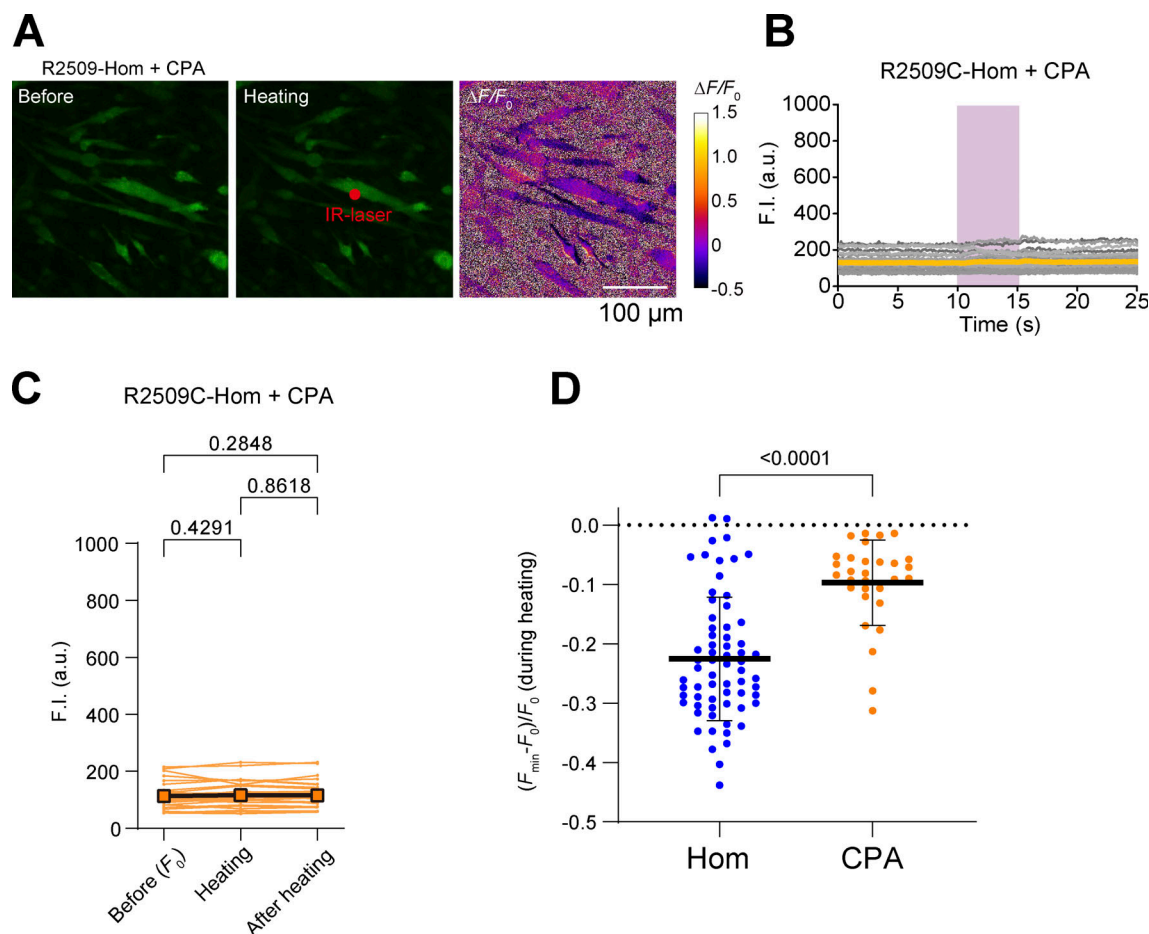 A
R2509-Hom + CPA
Before
Heating
IR-laser
ΔF/F0
ΔF/F0
1.5
1.0
0.5
0
-0.5
100 µm
B
R2509C-Hom + CPA
F.I. (a.u.)
1000
800
600
400
200
0
0 5 10 15 20 25
Time (s)
C
R2509C-Hom + CPA
0.2848
0.8618
0.4291
F.I. (a.u.)
1000
800
600
400
200
0
Before (F0)
Heating
After heating
D
<0.0001
(Fmin-F0)/F0 (during heating)
0.0
-0.1
-0.2
-0.3
-0.4
-0.5
Hom CPA